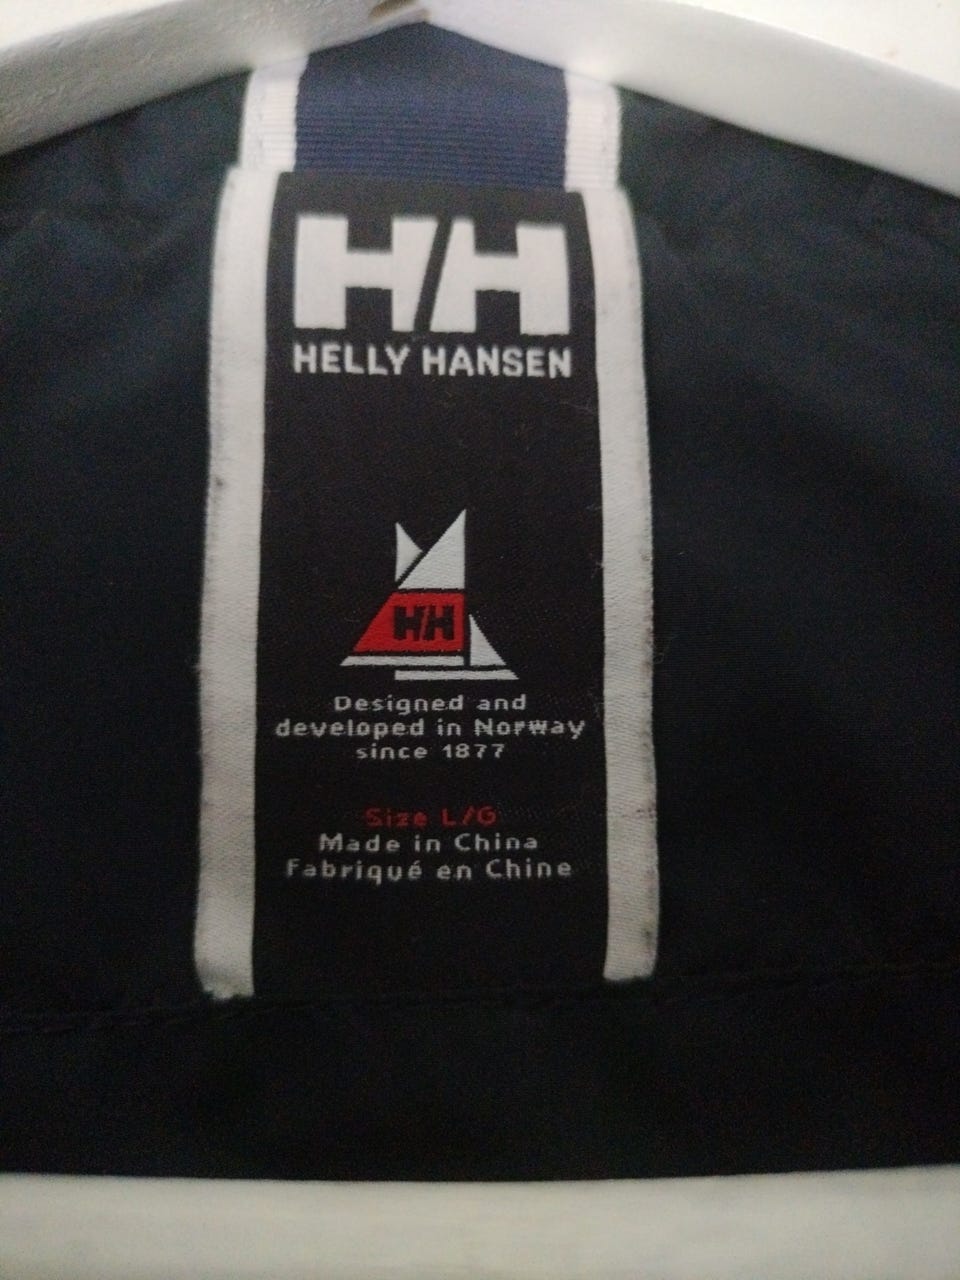 HH
HELLY HANSEN
HH
Designed and
developed in Norway
since 1877
Size L/G
Made in China
Fabriqué en Chine